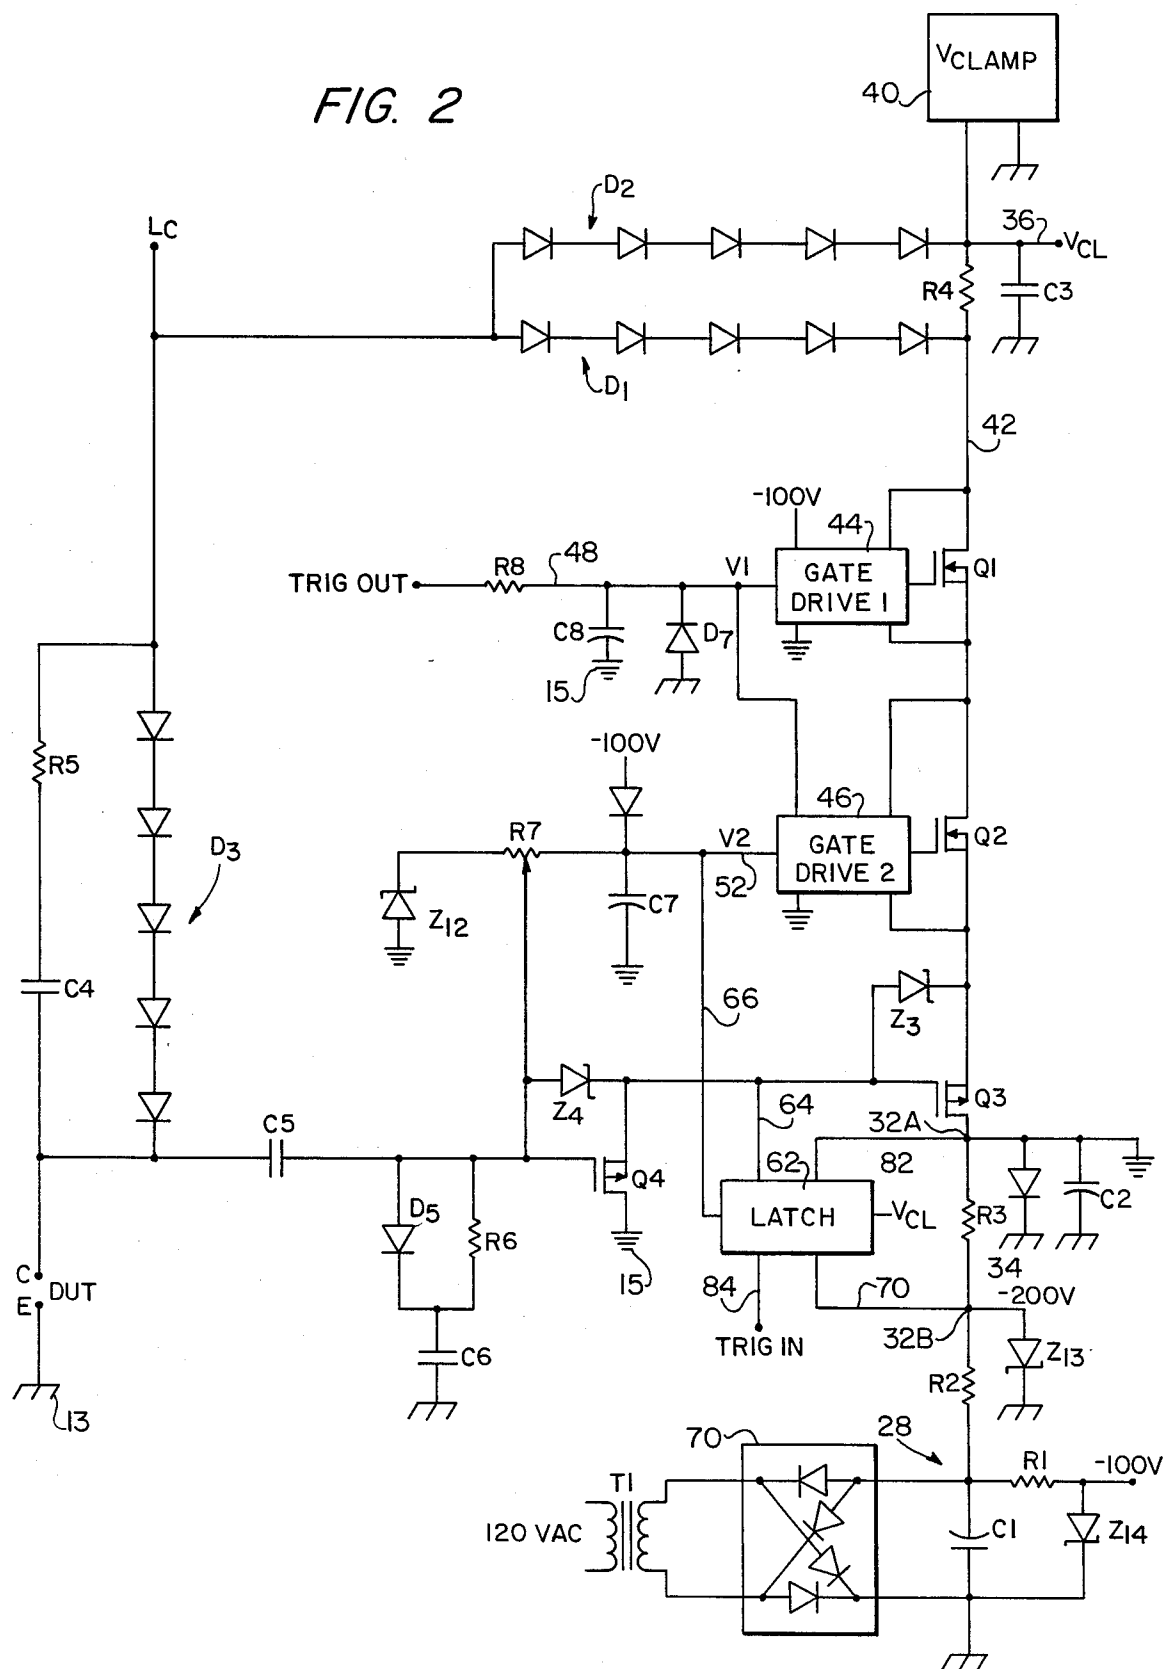 FIG. 2
VCLAMP
40
D2
LC
36
VCL
R4
C3
D1
42
-100V
44
TRIG OUT
R8
48
V1
GATE
DRIVE 1
Q1
C8
D7
15
-100V
R5
46
R7
V2
GATE
DRIVE 2
Q2
D3
52
Z12
C7
C4
66
Z3
Z4
64
Q3
32A
C5
62
82
Q4
LATCH
VCL
R3
C2
D5
R6
15
34
C
DUT
E
84
70
-200V
TRIG IN
32B
C6
Z13
R2
13
70
28
R1
-100V
T1
120 VAC
C1
Z14